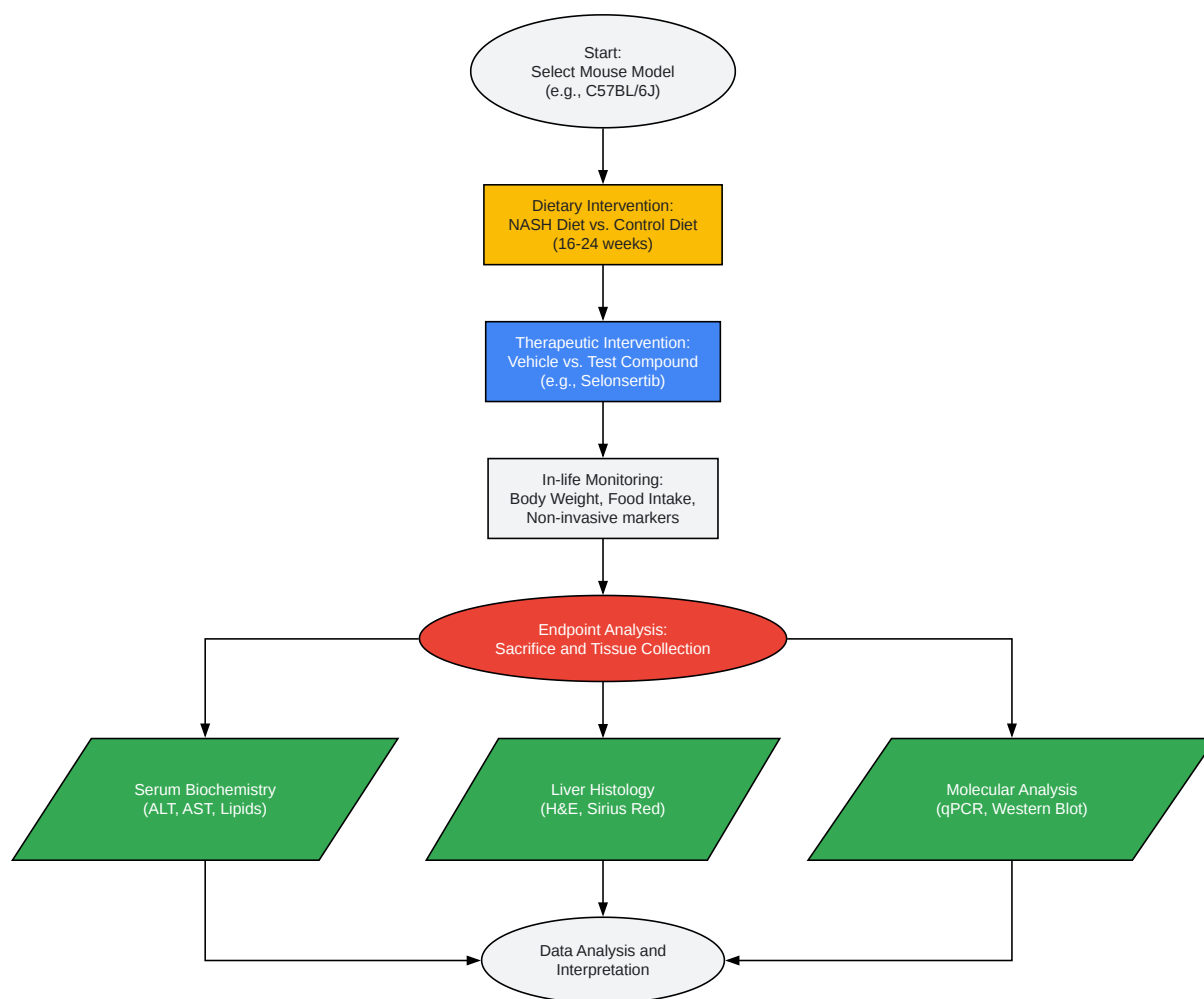 Start:
Select Mouse Model
(e.g., C57BL/6J)
Dietary Intervention:
NASH Diet vs. Control Diet
(16-24 weeks)
Therapeutic Intervention:
Vehicle vs. Test Compound
(e.g., Selonsertib)
In-life Monitoring:
Body Weight, Food Intake,
Non-invasive markers
Endpoint Analysis:
Sacrifice and Tissue Collection
Serum Biochemistry
(ALT, AST, Lipids)
Liver Histology
(H&E, Sirius Red)
Molecular Analysis
(qPCR, Western Blot)
Data Analysis and
Interpretation